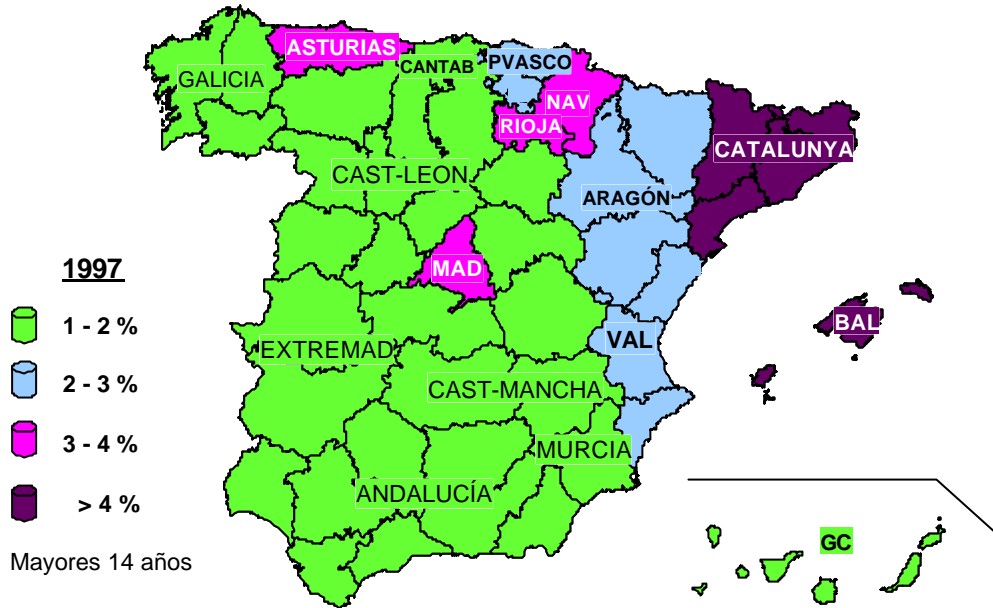 ASTURIAS
PVASCO
CANTAB
GALICIA
NAV
RIOJA
CATALUNYA
CAST-LEON
ARAGÓN
MAD
1997
1 - 2 %
2 - 3 %
3 - 4 %
> 4 %
Mayores 14 años
BAL
VAL
EXTREMAD
CAST-MANCHA
MURCIA
ANDALUCÍA
GC